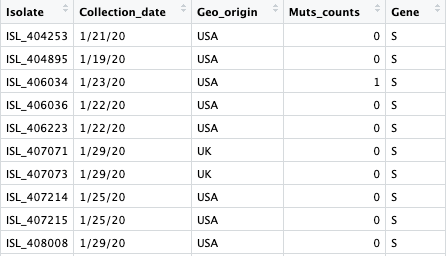 Isolate Collection_date Geo_origin Muts_counts Gene
ISL_404253 1/21/20 USA 0 S
ISL_404895 1/19/20 USA 0 S
ISL_406034 1/23/20 USA 1 S
ISL_406036 1/22/20 USA 0 S
ISL_406223 1/22/20 USA 0 S
ISL_407071 1/29/20 UK 0 S
ISL_407073 1/29/20 UK 0 S
ISL_407214 1/25/20 USA 0 S
ISL_407215 1/25/20 USA 0 S
ISL_408008 1/29/20 USA 0 S